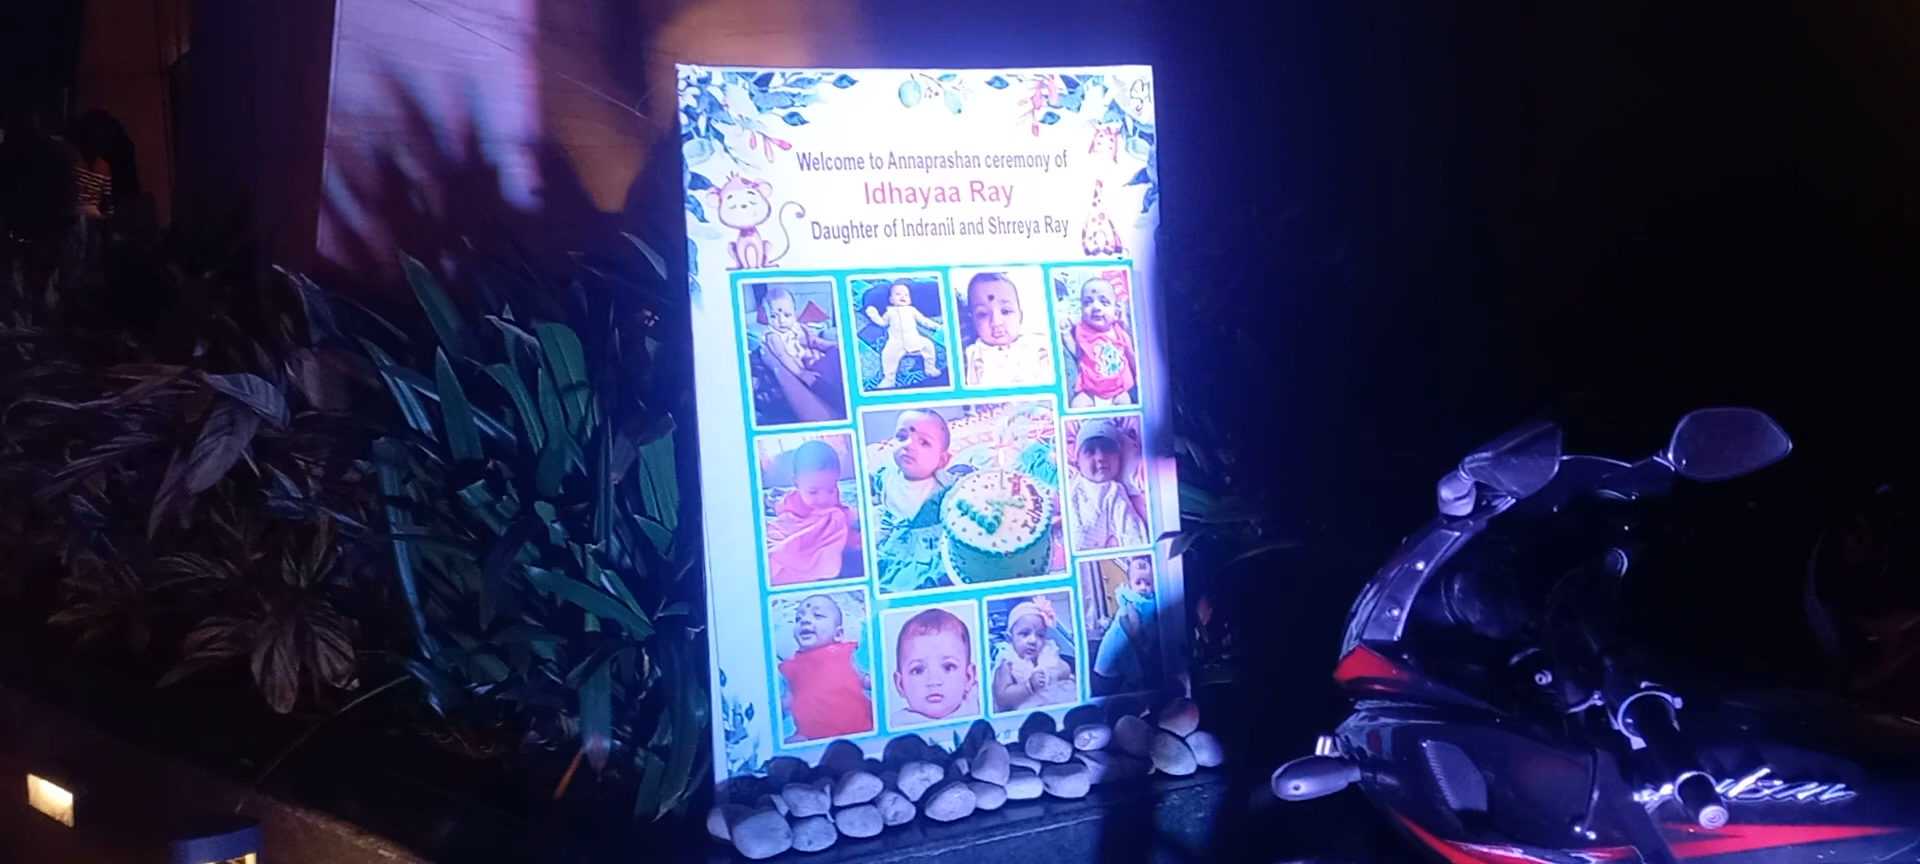 Welcome to Annaprashan ceremony of
Idhayaa Ray
Daughter of Indranil and Shrreya Ray